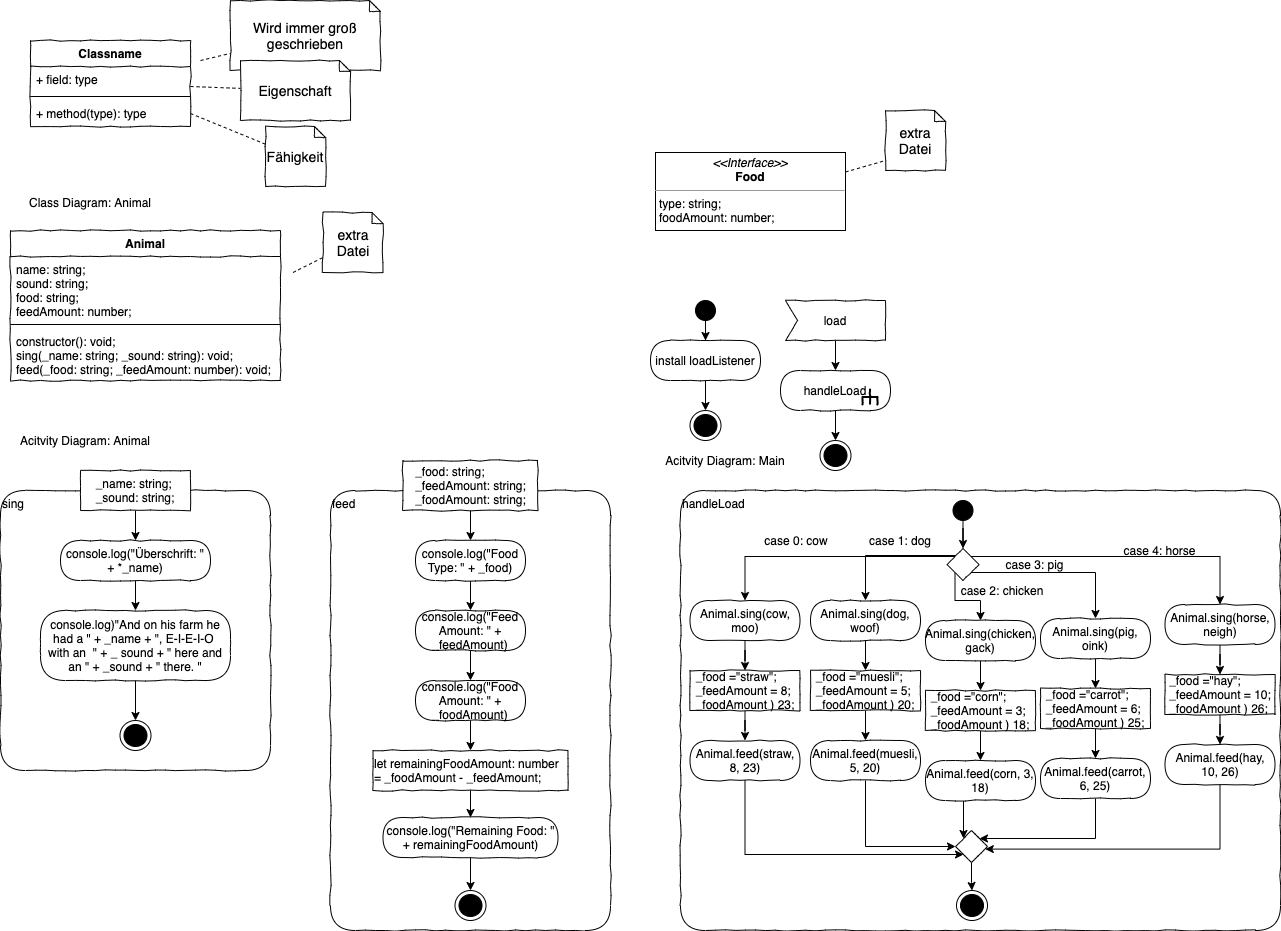 Wird immer groß
geschrieben
Classname
+ field: type
+ method(type): type
Eigenschaft
Fähigkeit
Class Diagram: Animal
extra
Datei
Animal
name: string;
sound: string;
food: string;
feedAmount: number;
constructor(): void;
sing(_name: string; _sound: string): void;
feed(_food: string; _feedAmount: number): void;
extra
Datei
<<Interface>>
Food
type: string;
foodAmount: number;
install loadListener
load
handleLoad
Acitvity Diagram: Animal
Acitvity Diagram: Main
sing
_name: string;
_sound: string;
console.log("Überschrift: "
+ *_name)
console.log)"And on his farm he
had a " + _name + ", E-I-E-I-O
with an  " + _ sound + " here and
an " + _sound + " there. "
feed
_food: string;
_feedAmount: string;
_foodAmount: string;
console.log("Food
Type: " + _food)
console.log("Feed
Amount: " +
feedAmount)
console.log("Food
Amount: " +
foodAmount)
let remainingFoodAmount: number
= _foodAmount - _feedAmount;
console.log("Remaining Food: "
+ remainingFoodAmount)
handleLoad
case 0: cow
case 1: dog
case 2: chicken
case 3: pig
case 4: horse
Animal.sing(cow,
moo)
_food ="straw";
_feedAmount = 8;
_foodAmount ) 23;
Animal.feed(straw,
8, 23)
Animal.sing(dog,
woof)
_food ="muesli";
_feedAmount = 5;
_foodAmount ) 20;
Animal.feed(muesli,
5, 20)
Animal.sing(chicken,
gack)
_food ="corn";
_feedAmount = 3;
_foodAmount ) 18;
Animal.feed(corn, 3,
18)
Animal.sing(pig,
oink)
_food ="carrot";
_feedAmount = 6;
_foodAmount ) 25;
Animal.feed(carrot,
6, 25)
Animal.sing(horse,
neigh)
_food ="hay";
_feedAmount = 10;
_foodAmount ) 26;
Animal.feed(hay,
10, 26)